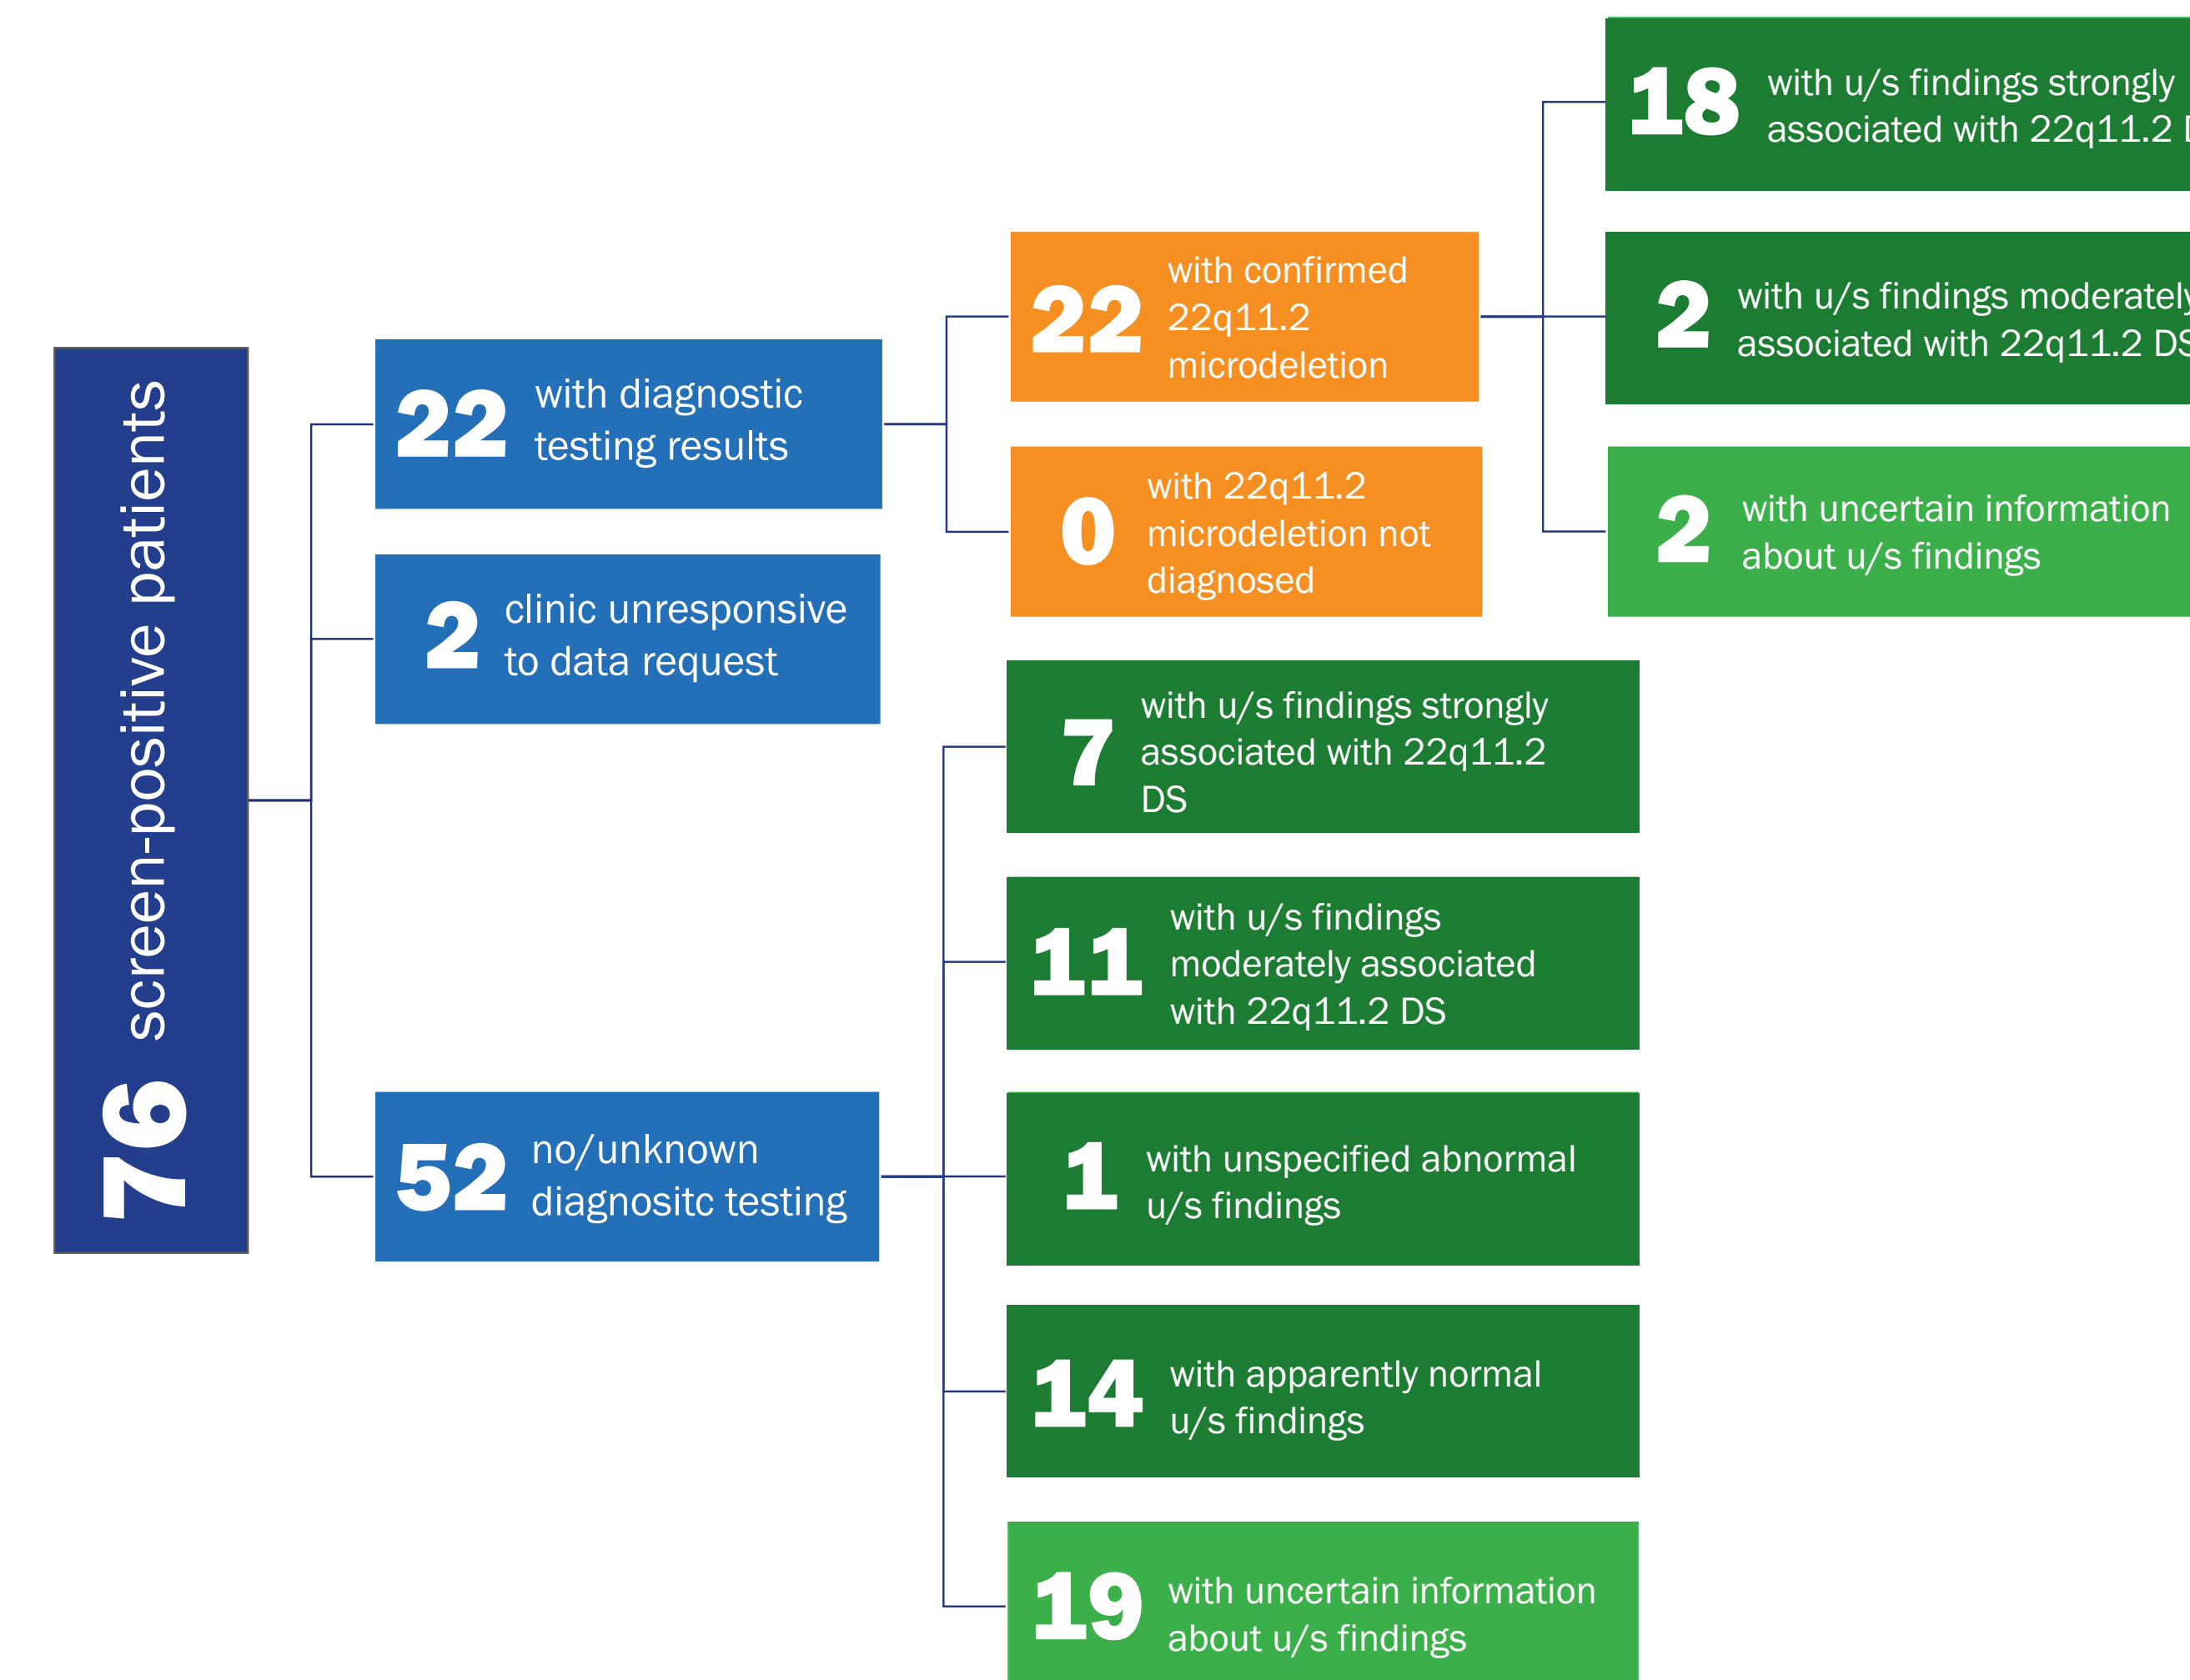 76 screen-positive patients
22 with diagnostic
testing results
2 clinic unresponsive
to data request
52 no/unknown
diagnositc testing
22 with confirmed
22q11.2
microdeletion
0 with 22q11.2
microdeletion not
diagnosed
18 with u/s findings strongly
associated with 22q11.2
2 with u/s findings moderately
associated with 22q11.2 DS
2 with uncertain information
about u/s findings
7 with u/s findings strongly
associated with 22q11.2
DS
11 with u/s findings
moderately associated
with 22q11.2 DS
1 with unspecified abnormal
u/s findings
14 with apparently normal
u/s findings
19 with uncertain information
about u/s findings